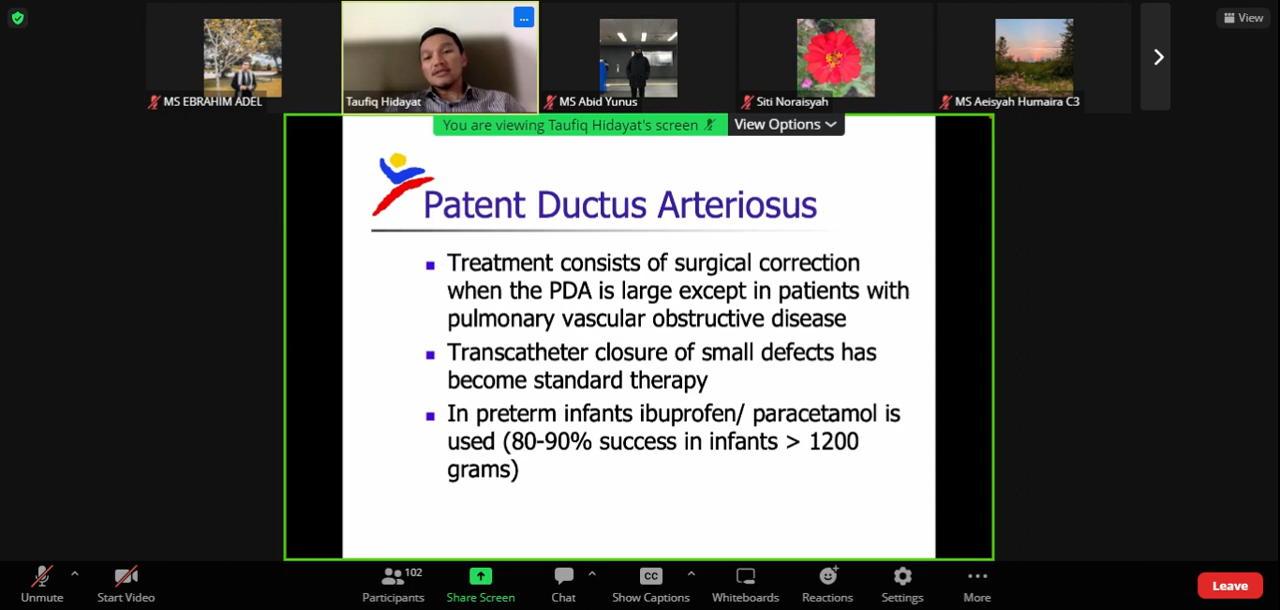 View
...
MS EBRAHIM ADEL
Taufiq Hidayat
MS Abid Yunus
Siti Noraisyah
MS Aeisyah Humaira C3
You are viewing Taufiq Hidayat's screen
View Options
Patent Ductus Arteriosus
Treatment consists of surgical correction
when the PDA is large except in patients with
pulmonary vascular obstructive disease
Transcatheter closure of small defects has
become standard therapy
In preterm infants ibuprofen/ paracetamol is
used (80-90% success in infants > 1200
grams)
102
CC
Unmute
Start Video
Participants
Share Screen
Chat
Show Captions
Whiteboards
Reactions
Settings
More
Leave